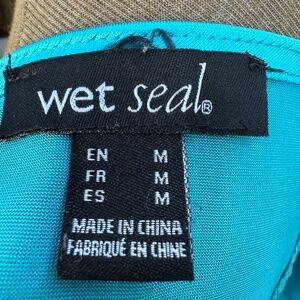 wet seal®
EN M
FR M
ES M
MADE IN CHINA
FABRIQUÉ EN CHINE